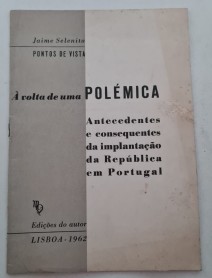 Jaime Selenito
PONTOS DE VISTA
À volta de uma POLÉMICA
Antecedentes
e consequentes
da implantação
da República
em Portugal
Edições do autor
LISBOA - 1962